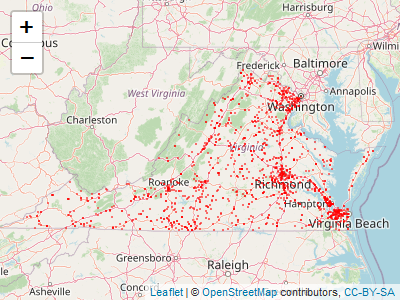 Harrisburg
+
Columbus
−
Wilmi
Frederick
Baltimore
Annapolis
West Virginia
Washington
Charleston
Virginia
Roanoke
Richmond
Hampton
Virginia Beach
Greensboro
Raleigh
Asheville
Leaflet | © OpenStreetMap contributors, CC-BY-SA